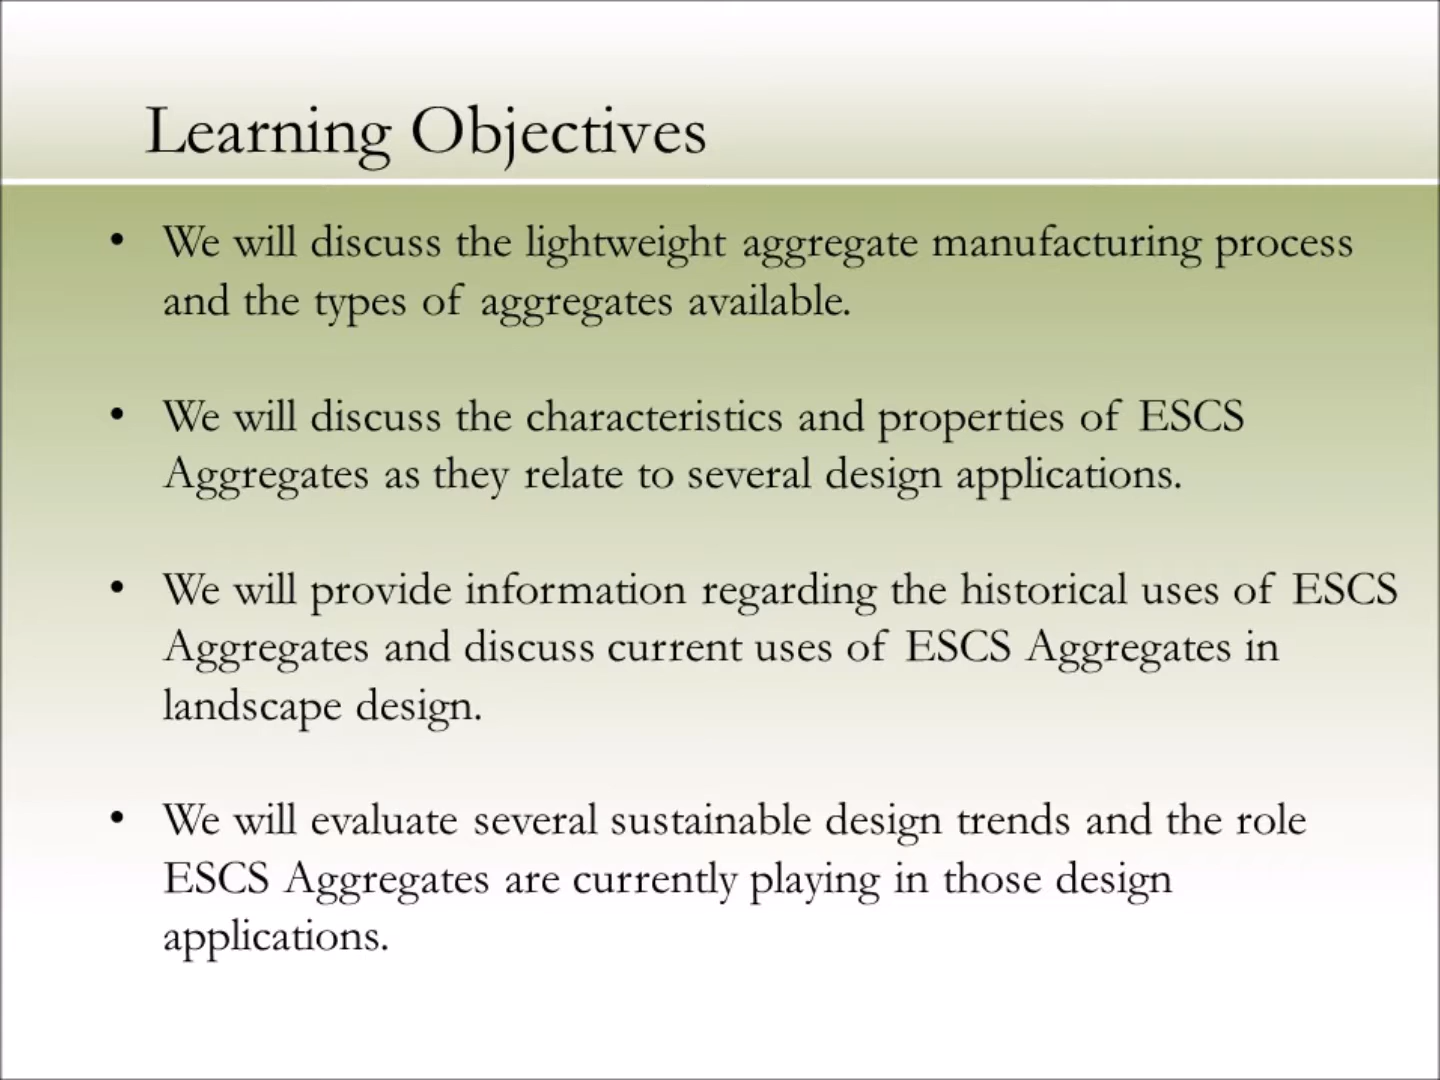 Learning Objectives
• We will discuss the lightweight aggregate manufacturing process
and the types of aggregates available.
• We will discuss the characteristics and properties of ESCS
Aggregates as they relate to several design applications.
• We will provide information regarding the historical uses of ESCS
Aggregates and discuss current uses of ESCS Aggregates in
landscape design.
• We will evaluate several sustainable design trends and the role
ESCS Aggregates are currently playing in those design
applications.